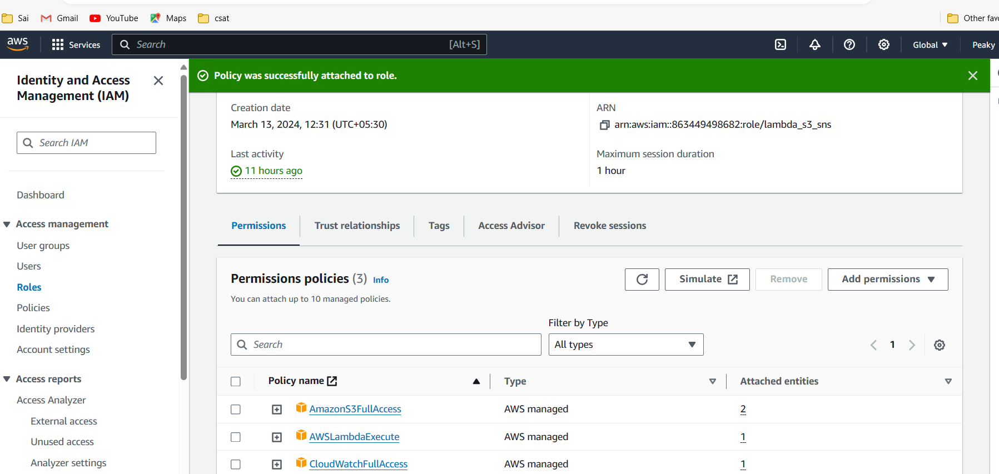 Sai
Gmail
YouTube
Maps
csat
Other favo
aws
Services
Search
[Alt+S]
Global
Peaky
Identity and Access
Management (IAM)
Search IAM
Dashboard
Access management
User groups
Users
Roles
Policies
Identity providers
Account settings
Access reports
Access Analyzer
External access
Unused access
Analyzer settings
Policy was successfully attached to role.
Creation date
March 13, 2024, 12:31 (UTC+05:30)
ARN
arn:aws:iam::863449498682:role/lambda_s3_sns
Last activity
11 hours ago
Maximum session duration
1 hour
Permissions
Trust relationships
Tags
Access Advisor
Revoke sessions
Permissions policies (3) Info
You can attach up to 10 managed policies.
Simulate
Remove
Add permissions
Filter by Type
Search
All types
1
Policy name
Type
Attached entities
AmazonS3FullAccess
AWS managed
2
AWSLambdaExecute
AWS managed
1
CloudWatchFullAccess
AWS managed
1